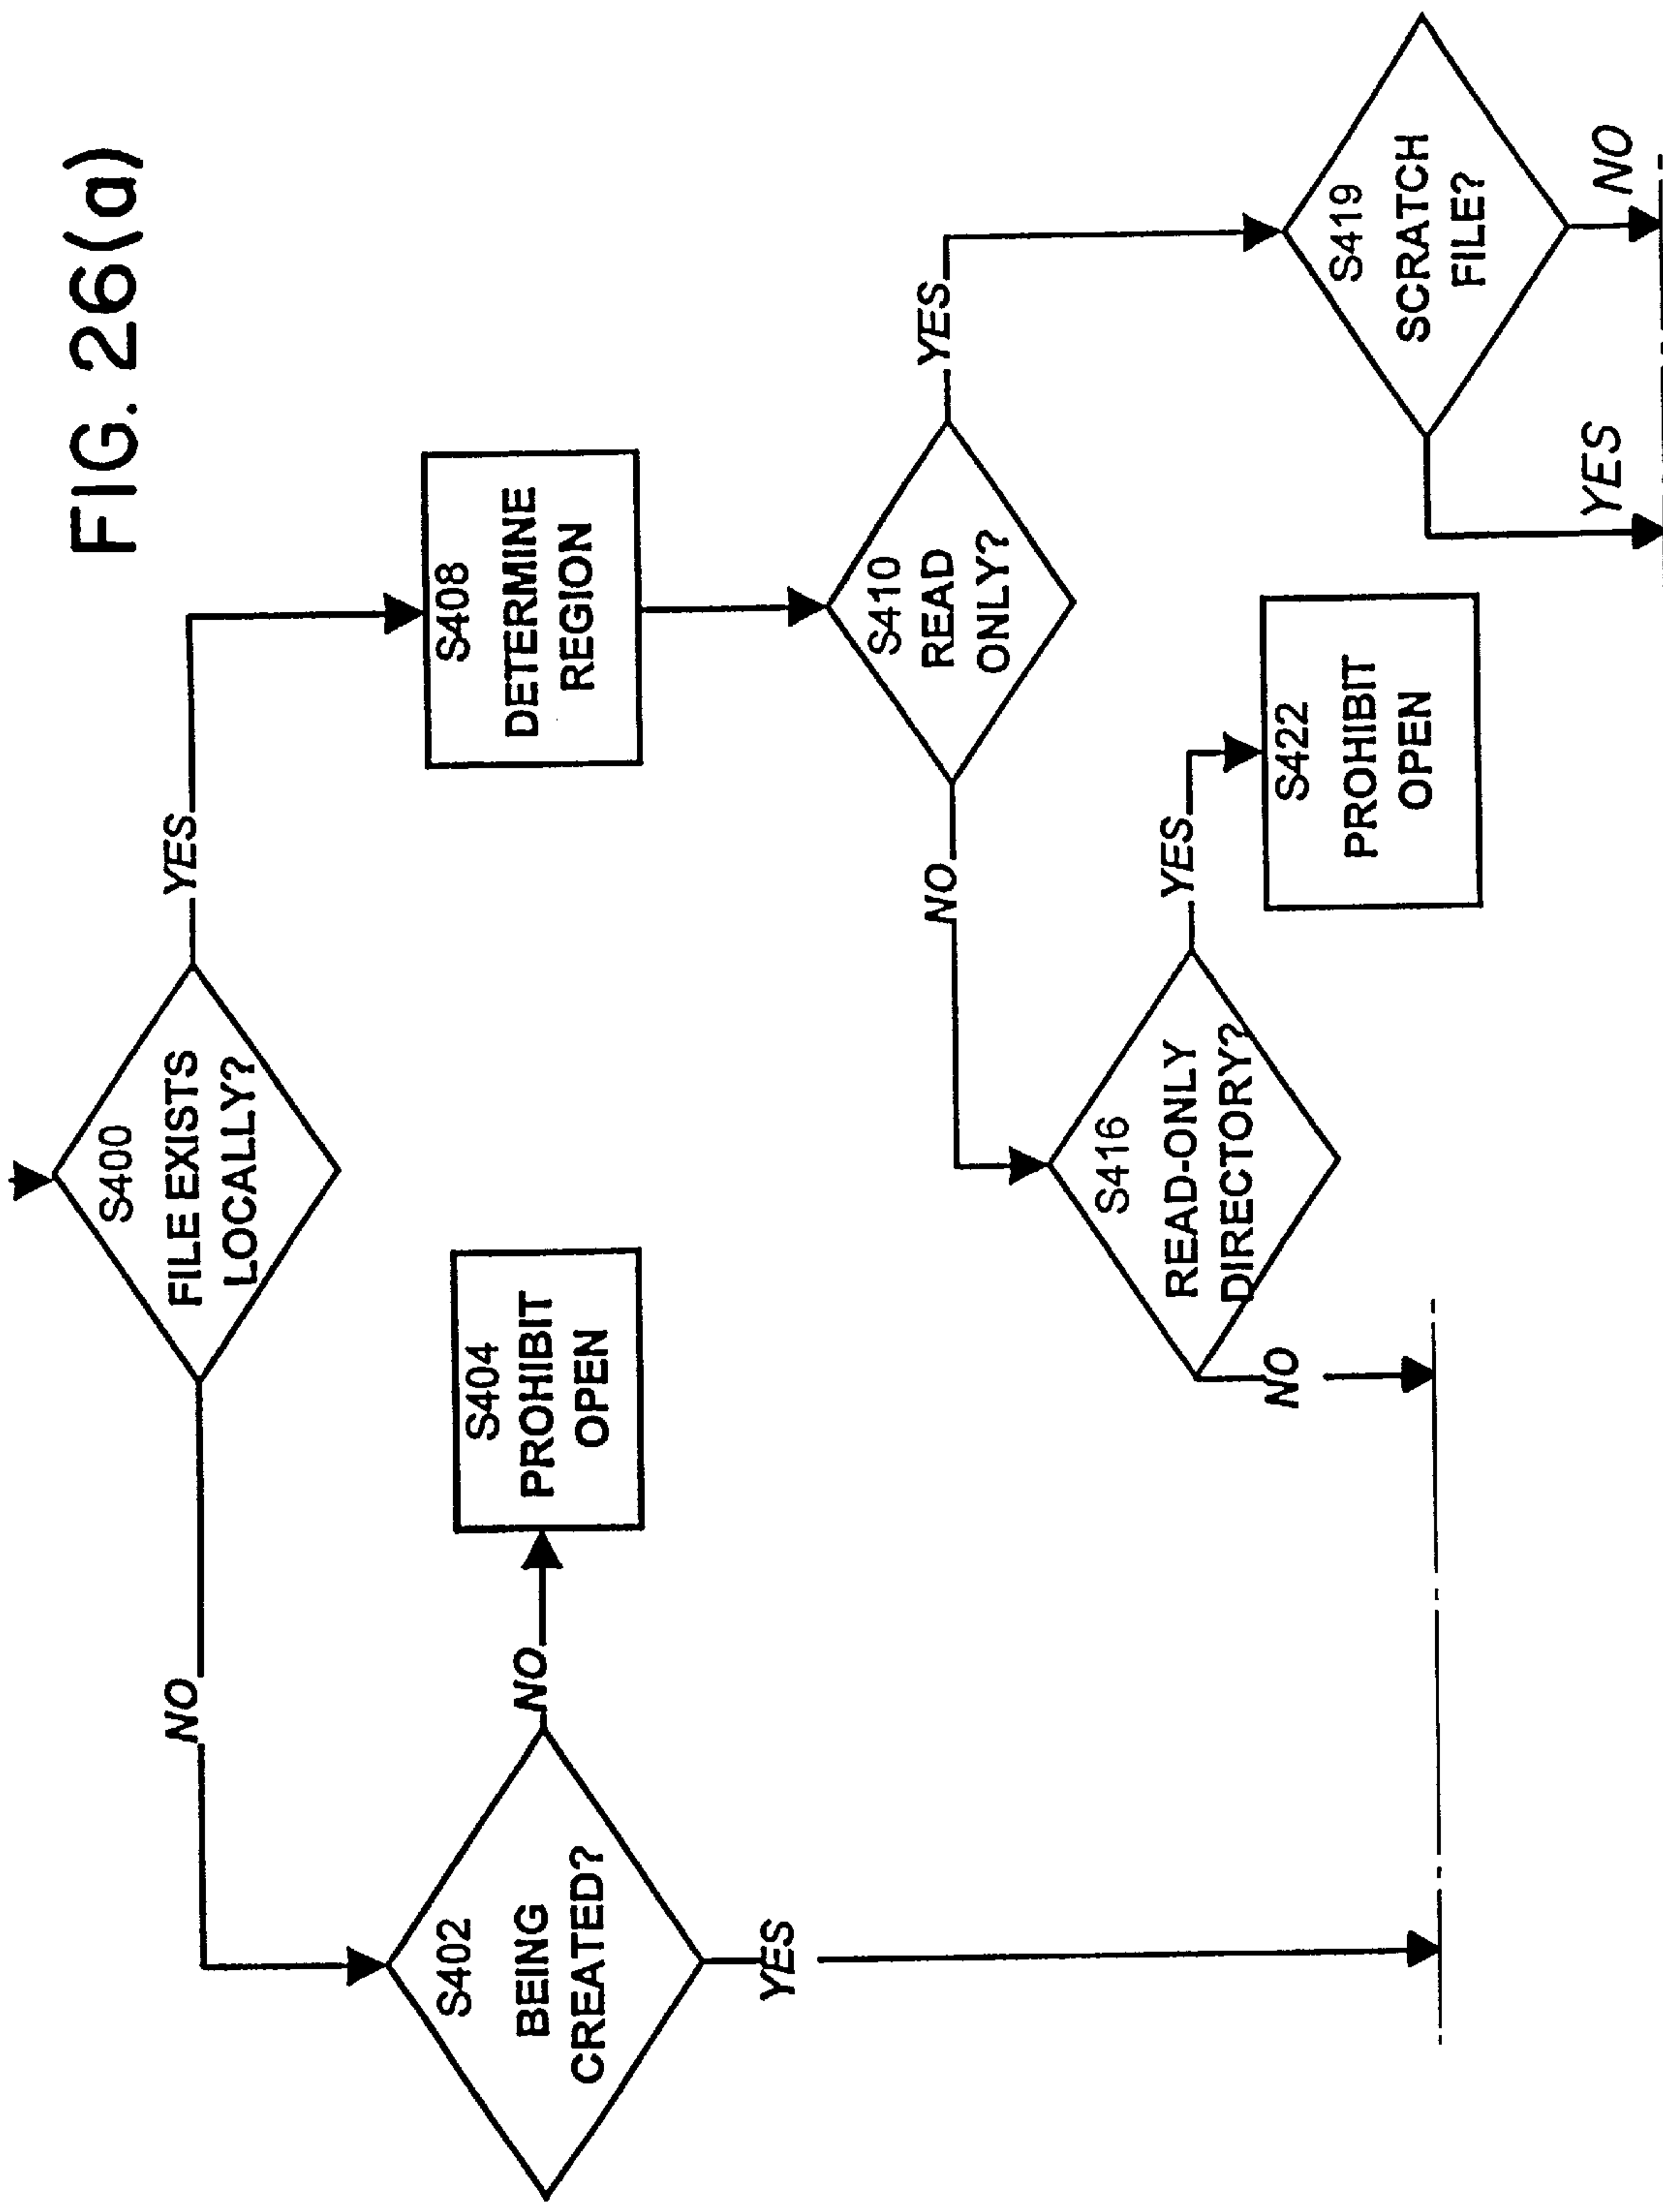 FIG. 26(a)
S400
FILE EXISTS
LOCALLY?
NO
YES
S402
BEING
CREATED?
NO
YES
S404
PROHIBIT
OPEN
S408
DETERMINE
REGION
S410
READ
ONLY?
NO
YES
S416
READ-ONLY
DIRECTORY?
NO
YES
S422
PROHIBIT
OPEN
S419
SCRATCH
FILE?
YES
NO